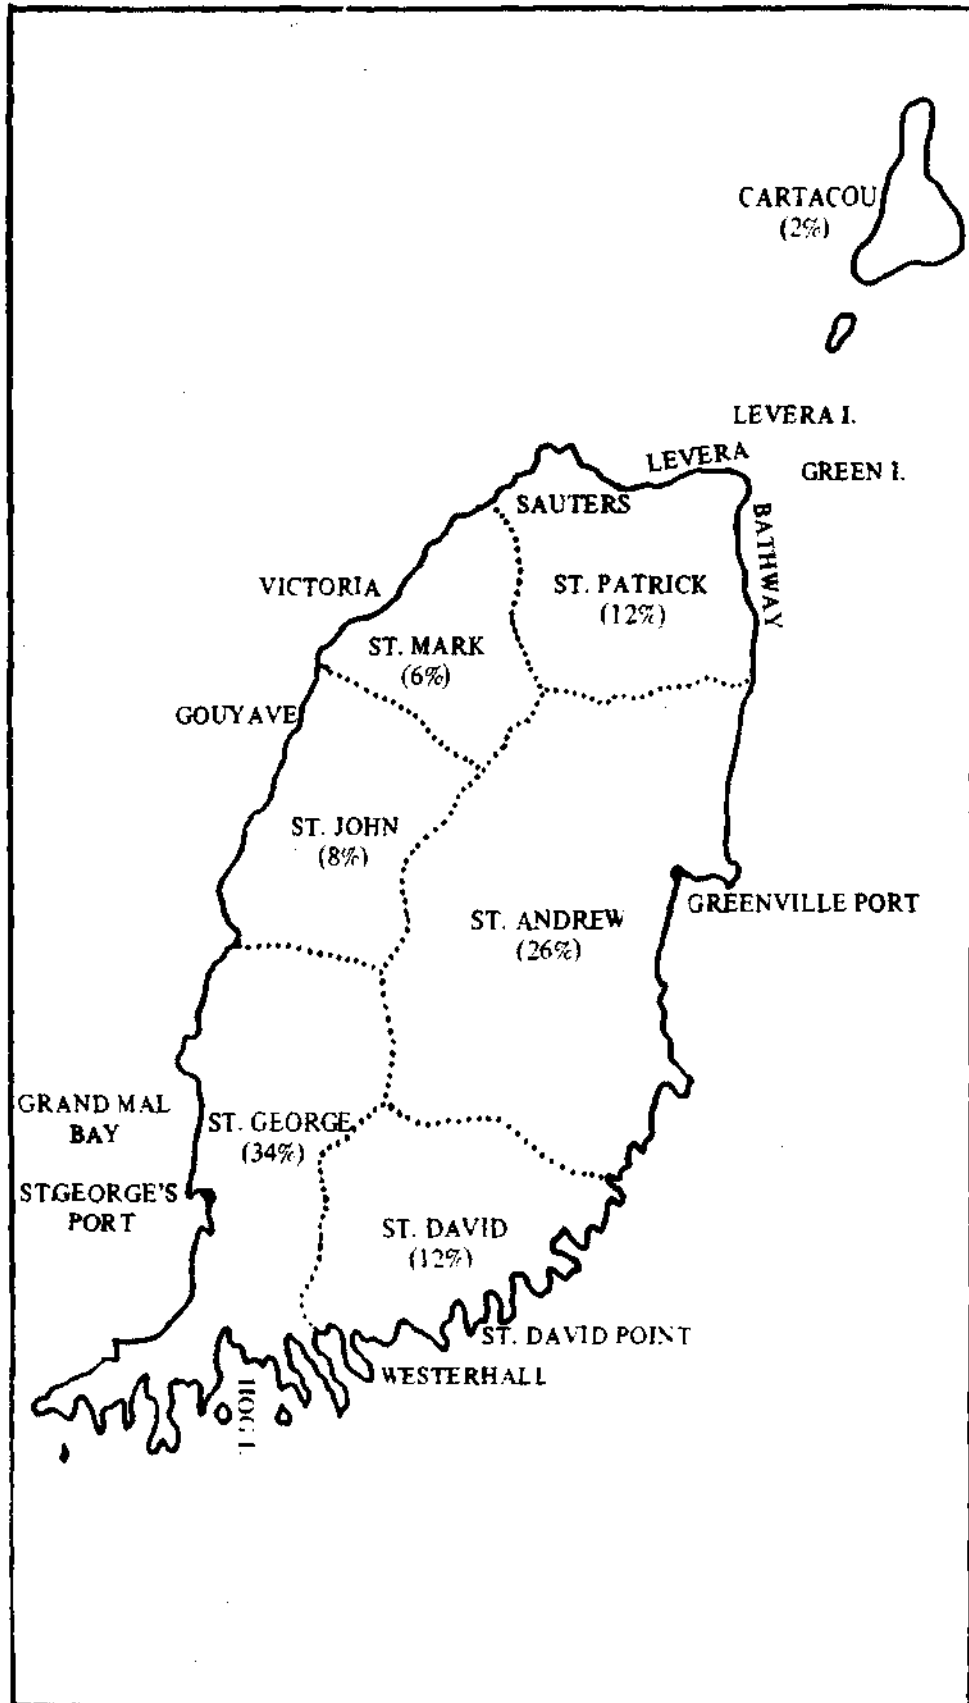 CARTACOU
(2%)
LEVERA I.
LEVERA
GREEN I.
SAUTERS
BATHWAY
VICTORIA
ST. PATRICK
(12%)
ST. MARK
(6%)
GOUYAVE
ST. JOHN
(8%)
GREENVILLE PORT
ST. ANDREW
(26%)
GRAND MAL
BAY
ST. GEORGE
(34%)
STGEORGE'S
PORT
ST. DAVID
(12%)
ST. DAVID POINT
WESTERHALL
HOG I.